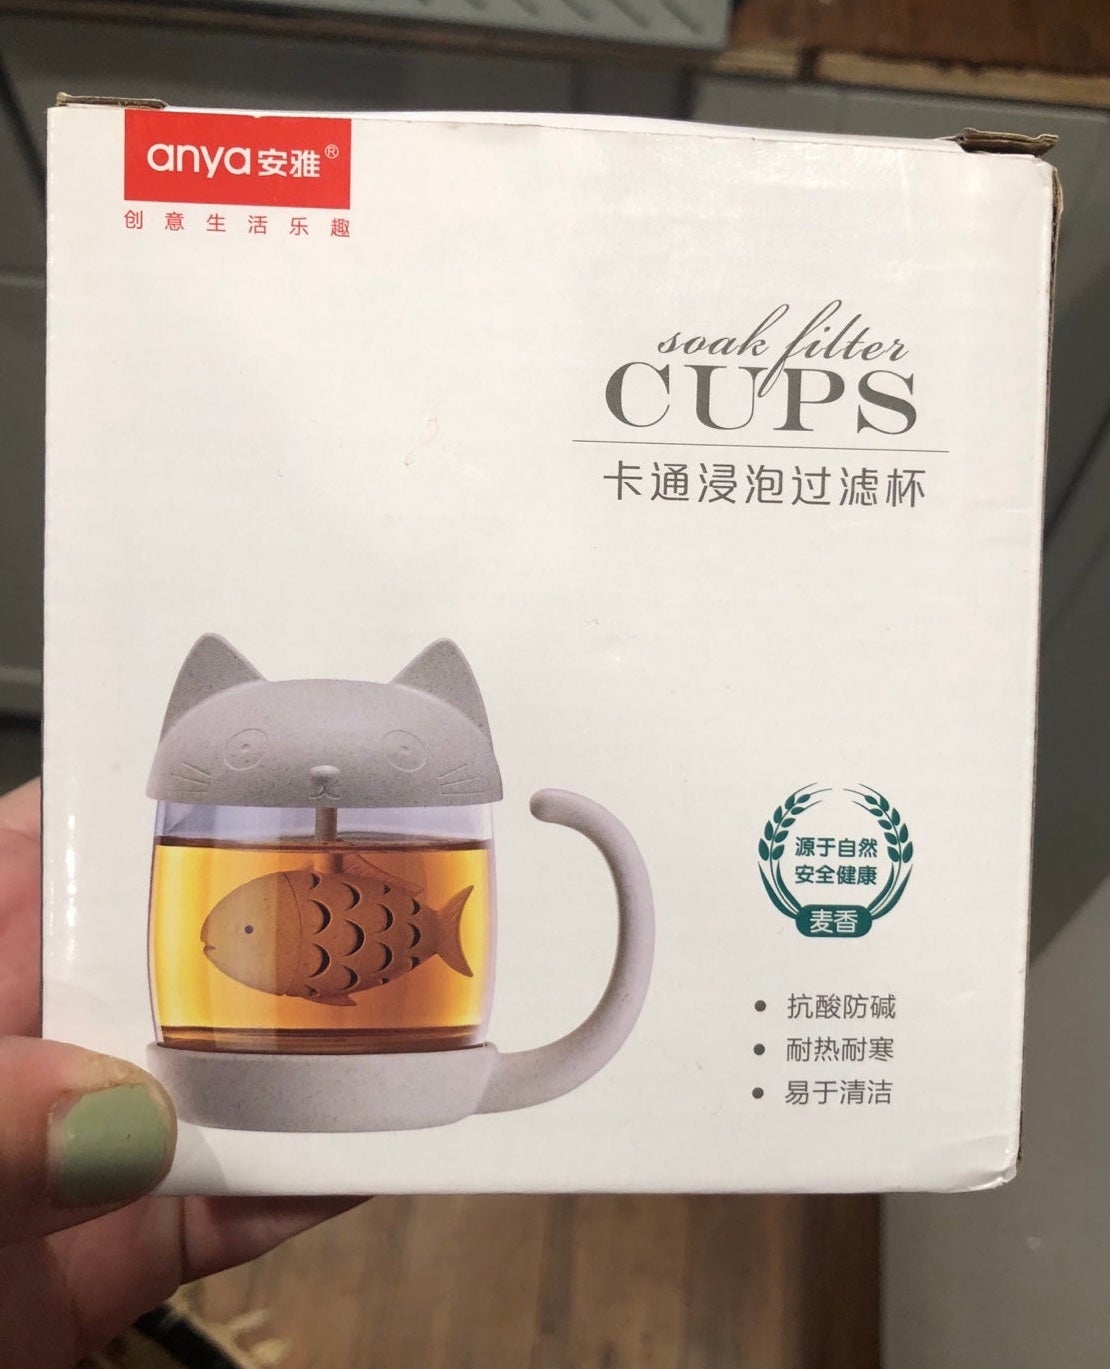 anya安雅®
创意生活乐趣
soak filter
CUPS
卡通浸泡过滤杯
源于自然
安全健康
麦香
• 抗酸防碱
• 耐热耐寒
• 易于清洁